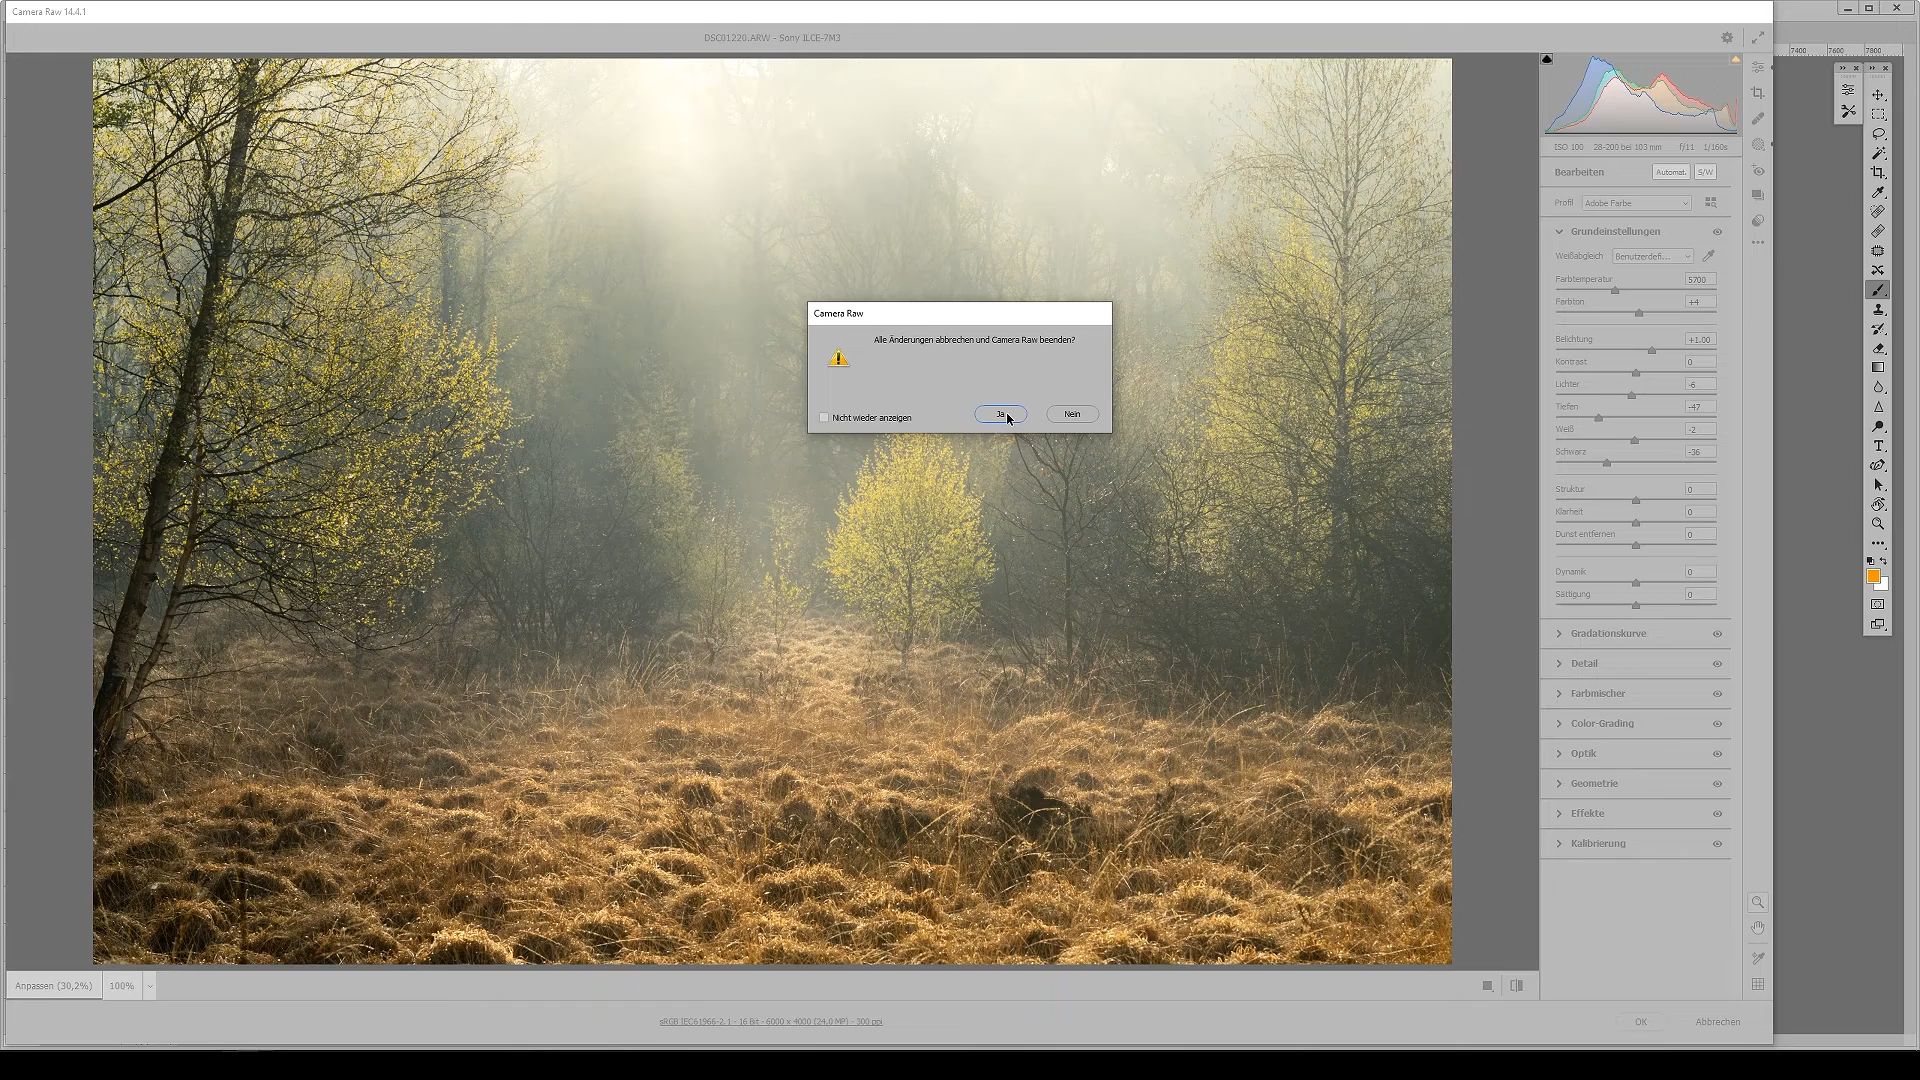 Camera Raw 14.4.1
DSC01220.ARW - Sony ILCE-7M3
7400 7600 7800
ISO 100 28-200 bei 103 mm f/11 1/160s
Bearbeiten Automat. S/W
Profil Adobe Farbe
Grundeinstellungen
Weißabgleich Benutzerdefi...
Farbtemperatur 5700
Farbton +4
Belichtung +1.00
Kontrast 0
Lichter -6
Tiefen -47
Weiß -2
Schwarz -36
Struktur 0
Klarheit 0
Dunst entfernen 0
Dynamik 0
Sättigung 0
Gradationskurve
Detail
Farbmischer
Color-Grading
Optik
Geometrie
Effekte
Kalibrierung
Camera Raw
Alle Änderungen abbrechen und Camera Raw beenden?
Nicht wieder anzeigen Ja Nein
Anpassen (30,2%) 100%
sRGB IEC61966-2.1 - 16 Bit - 6000 x 4000 (24,0 MP) - 300 ppi
OK Abbrechen